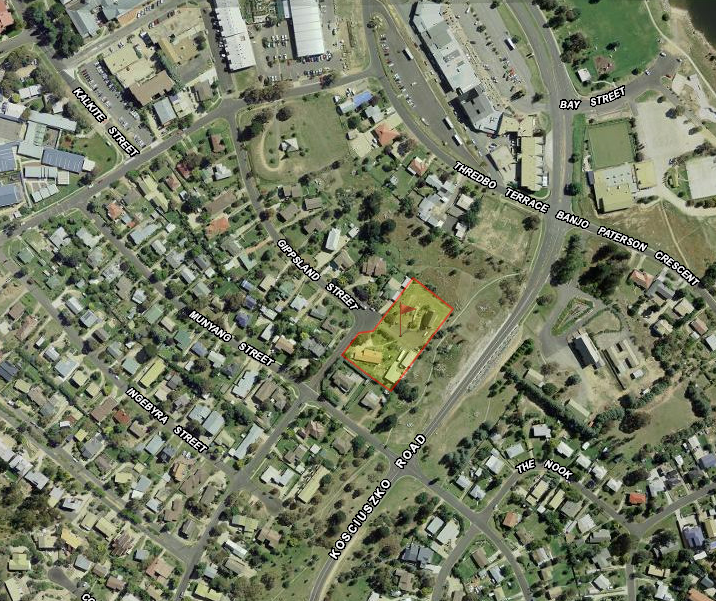 KALKITE STREET
BAY STREET
THREDBO TERRACE
BANJO PATERSON CRESCENT
GIPPSLAND STREET
MUNYANG STREET
INGEBYRA STREET
THE NOOK
KOSCIUSZKO ROAD